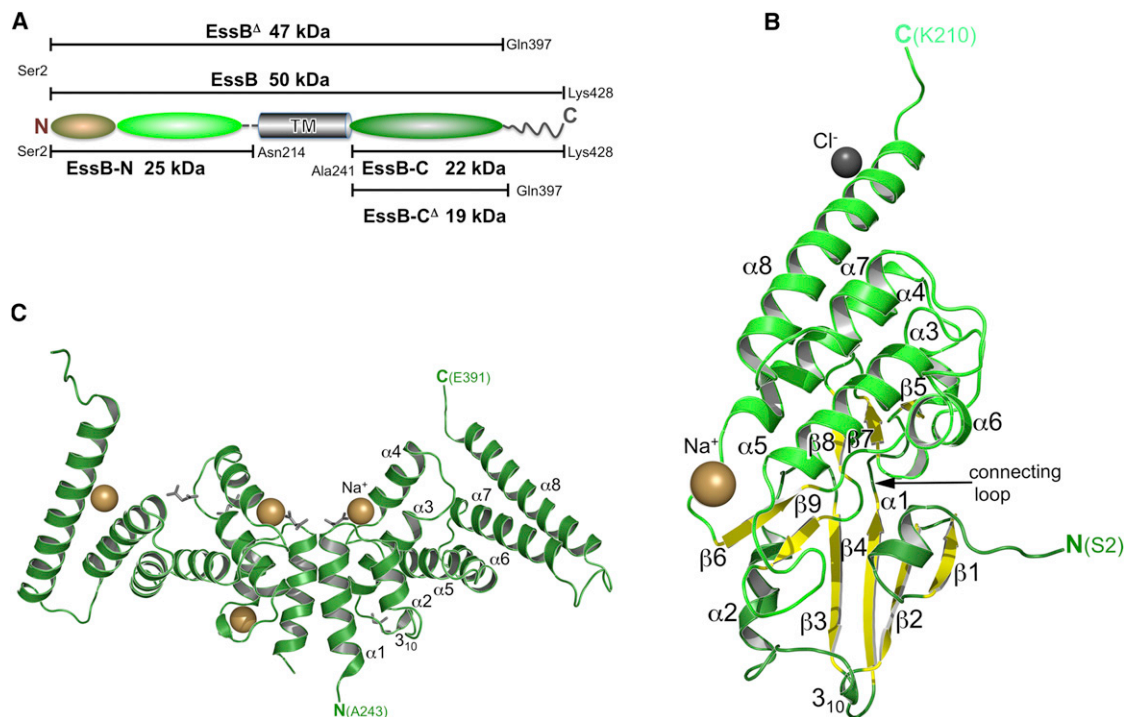 A
EssBΔ 47 kDa
Gln397
Ser2
EssB 50 kDa
Lys428
N
TM
C
Ser2
Asn214
Lys428
EssB-N 25 kDa
Ala241
EssB-C 22 kDa
Gln397
EssB-CΔ 19 kDa
B
C(K210)
Cl-
α8
α7
α4
α3
β5
α6
Na+
α5
β8
β7
connecting
loop
α1
β9
β6
β4
N(S2)
β1
α2
β3
β2
310
C
C(E391)
α4
Na+
α3
α7
α8
α6
α5
α2
310
α1
N(A243)